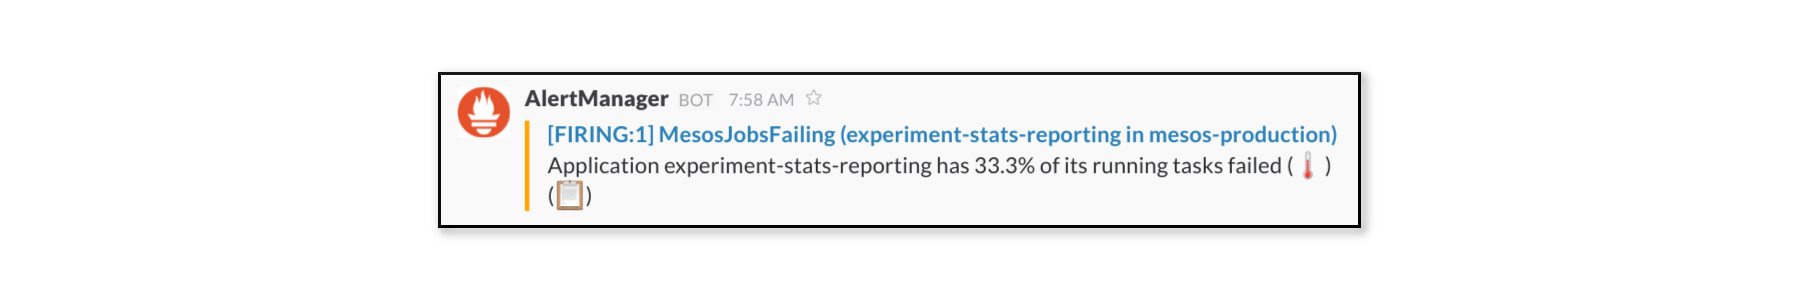 AlertManager BOT 7:58 AM
[FIRING:1] MesosJobsFailing (experiment-stats-reporting in mesos-production)
Application experiment-stats-reporting has 33.3% of its running tasks failed (🌡️)
(📋)